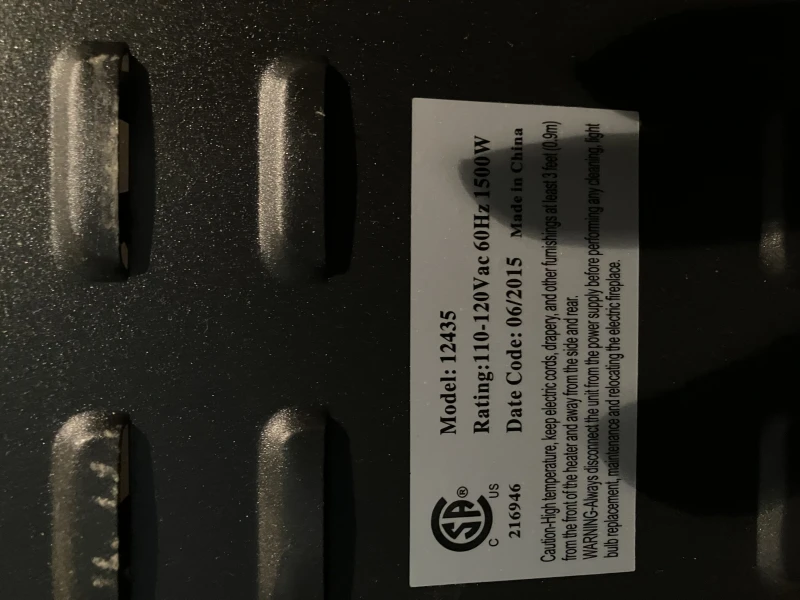 Model: 12435
Rating:110-120Vac 60Hz 1500W
Date Code: 06/2015 Made in China
SA®
C US
216946
Caution-High temperature, keep electric cords, drapery, and other furnishings at least 3 feet (0.9m)
from the front of the heater and away from the side and rear.
WARNING-Always disconnect the unit from the power supply before performing any cleaning, light
bulb replacement, maintenance and relocating the electric fireplace.